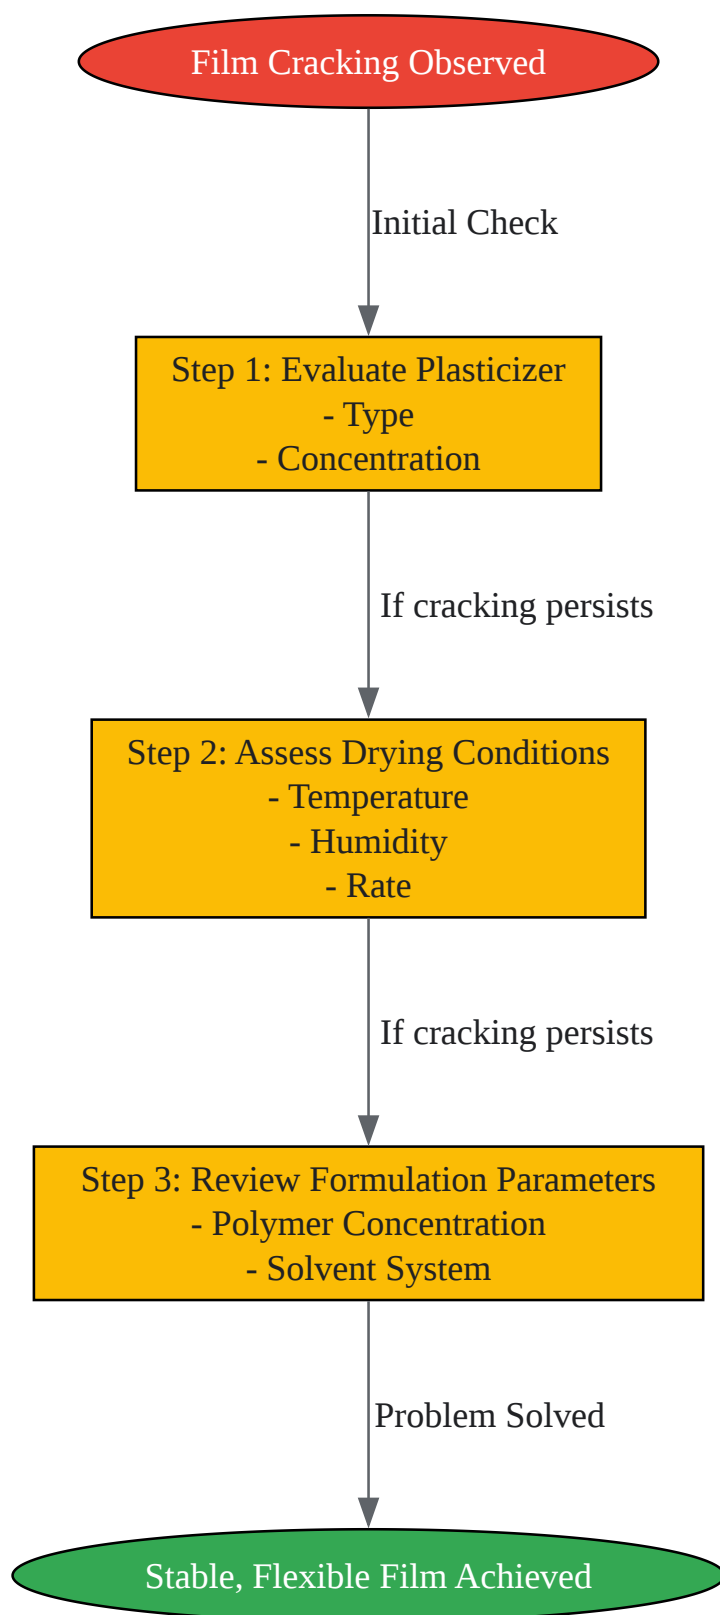 Film Cracking Observed
Initial Check
Step 1: Evaluate Plasticizer
- Type
- Concentration
If cracking persists
Step 2: Assess Drying Conditions
- Temperature
- Humidity
- Rate
If cracking persists
Step 3: Review Formulation Parameters
- Polymer Concentration
- Solvent System
Problem Solved
Stable, Flexible Film Achieved